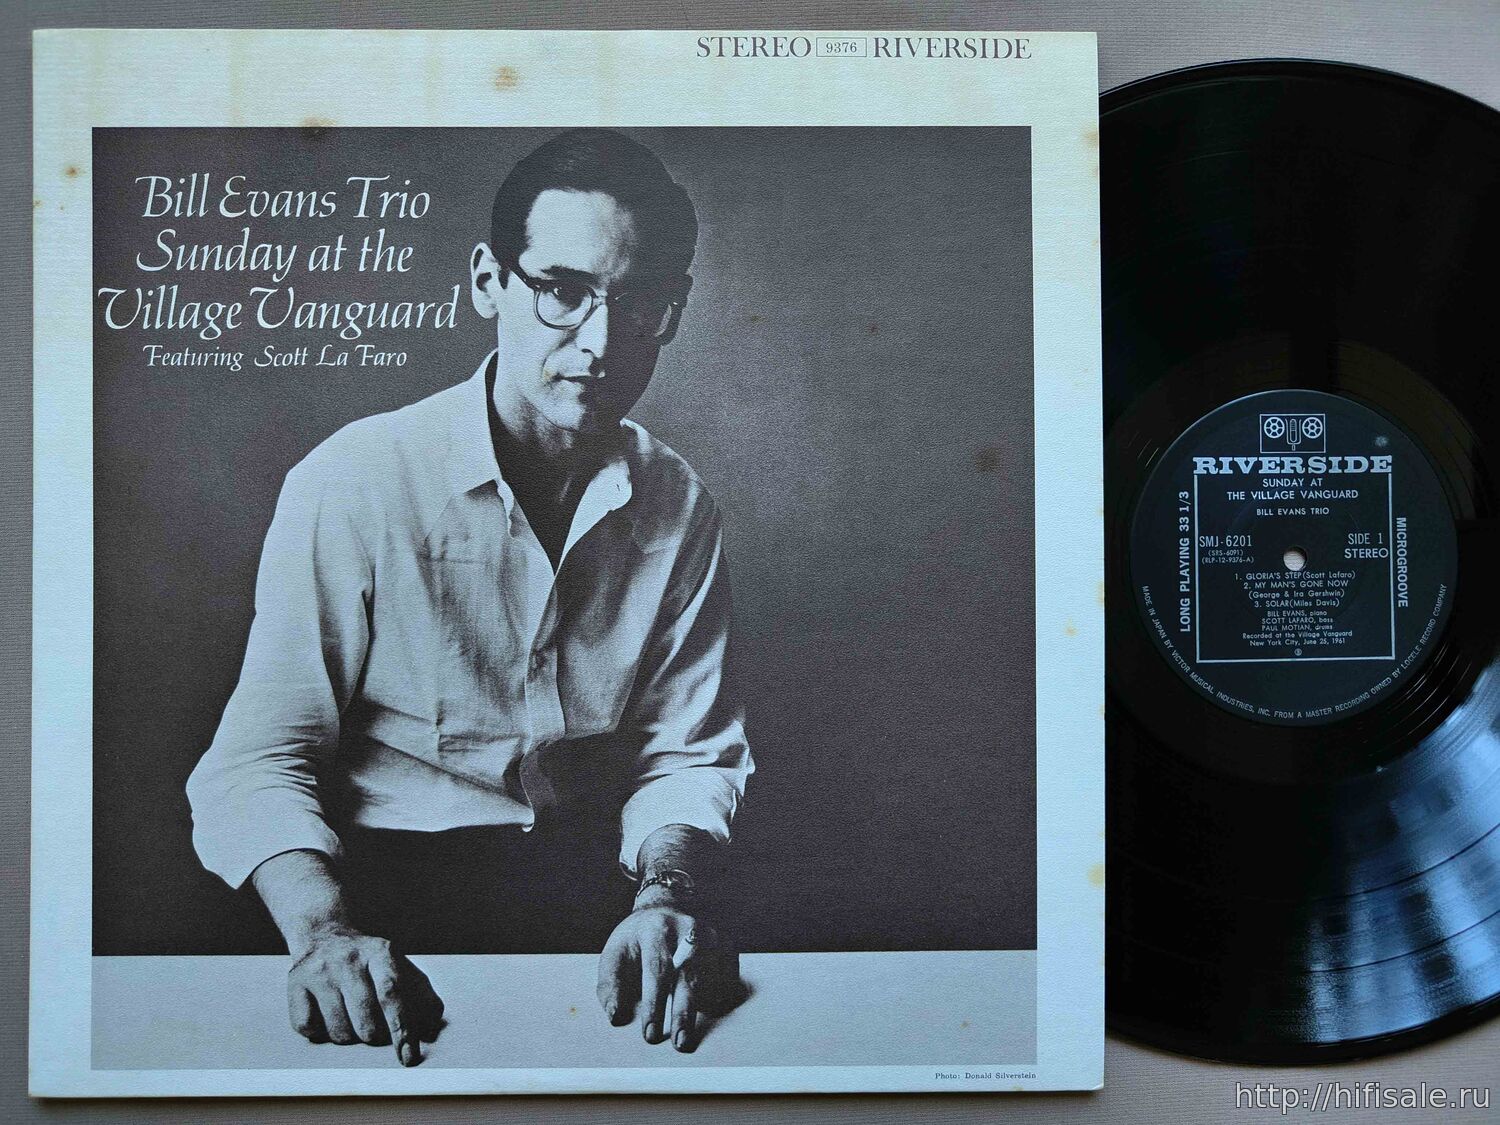 STEREO 9376 RIVERSIDE
Bill Evans Trio
Sunday at the
Village Vanguard
Featuring Scott La Faro
Photo: Donald Silverstein
RIVERSIDE
SUNDAY AT
THE VILLAGE VANGUARD
BILL EVANS TRIO
LONG PLAYING 33 1/3
MICROGROOVE
SMJ-6201
(SRS-6091)
(RLP-12-9376-A)
SIDE 1
STEREO
1. GLORIA'S STEP (Scott Lafaro)
2. MY MAN'S GONE NOW
(George & Ira Gershwin)
3. SOLAR (Miles Davis)
BILL EVANS, piano
SCOTT LAFARO, bass
PAUL MOTIAN, drums
Recorded at the Village Vanguard
New York City, June 25, 1961
MADE IN JAPAN BY VICTOR MUSICAL INDUSTRIES, INC. FROM A MASTER RECORDING OWNED BY RECORD COMPANY
http://hifisale.ru